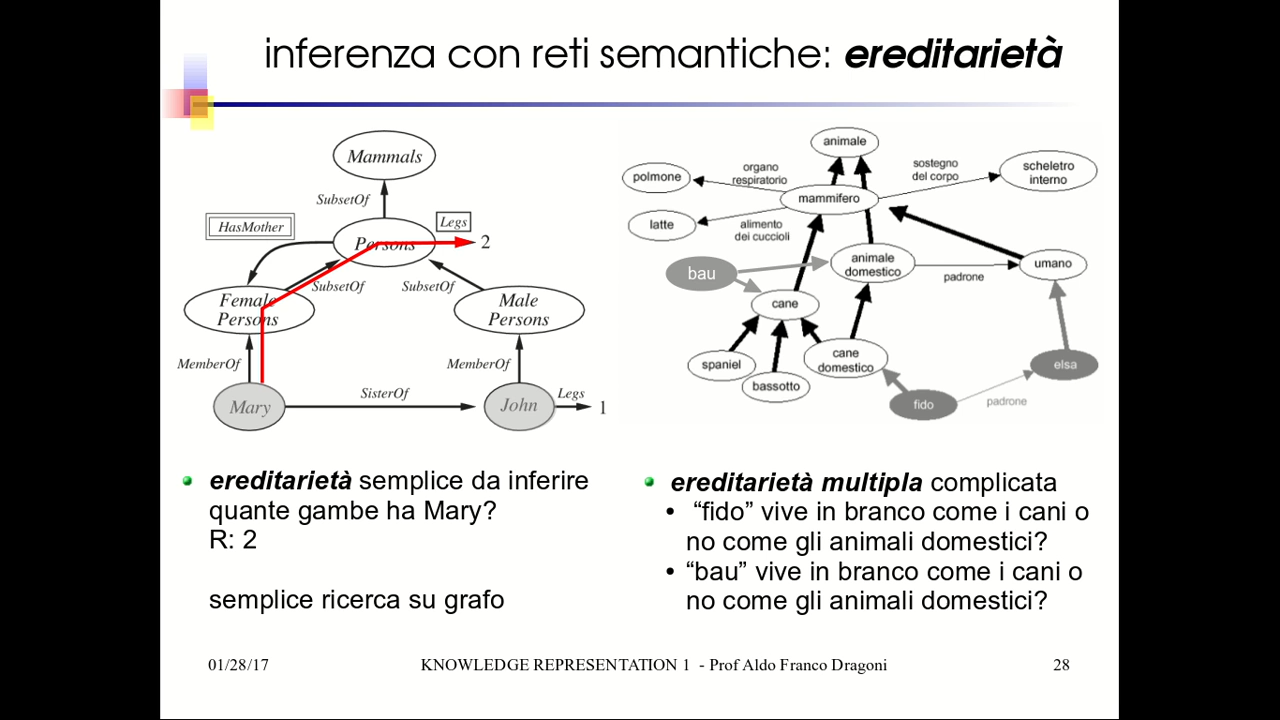 inferenza con reti semantiche: ereditarietà
Mammals
SubsetOf
HasMother
Legs
Persons
2
SubsetOf
SubsetOf
Female
Persons
Male
Persons
MemberOf
MemberOf
Mary
SisterOf
John
Legs
1
animale
polmone
organo
respiratorio
sostegno
del corpo
scheletro
interno
mammifero
latte
alimento
dei cuccioli
bau
animale
domestico
padrone
umano
cane
spaniel
bassotto
cane
domestico
elsa
fido
padrone
ereditarietà semplice da inferire
quante gambe ha Mary?
R: 2
semplice ricerca su grafo
ereditarietà multipla complicata
• “fido” vive in branco come i cani o
no come gli animali domestici?
• “bau” vive in branco come i cani o
no come gli animali domestici?
01/28/17
KNOWLEDGE REPRESENTATION 1 - Prof Aldo Franco Dragoni
28